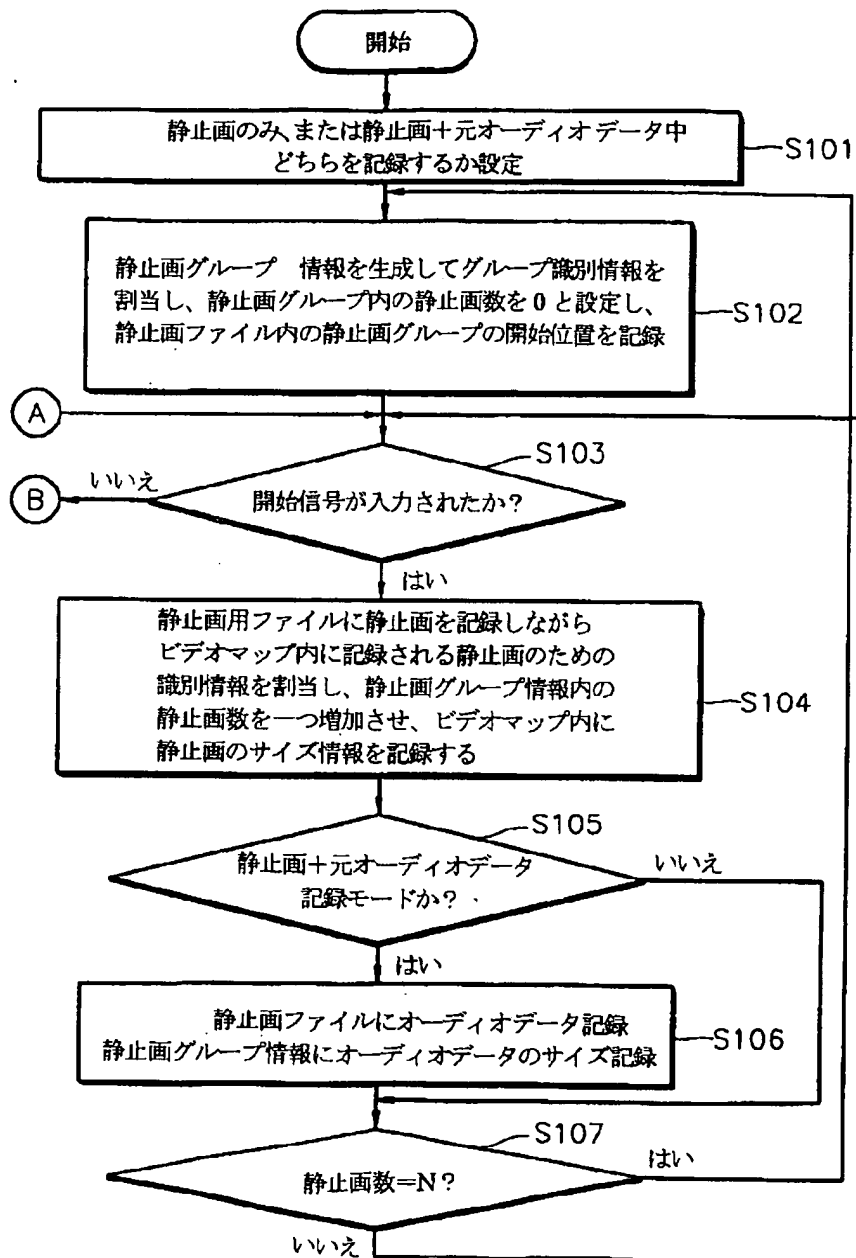 開始
静止画のみ、または静止画+元オーディオデータ中
どちらを記録するか設定
S101
静止画グループ 情報を生成してグループ識別情報を
割当し、静止画グループ内の静止画数を0と設定し、
静止画ファイル内の静止画グループの開始位置を記録
S102
A
S103
いいえ
B
開始信号が入力されたか?
はい
静止画用ファイルに静止画を記録しながら
ビデオマップ内に記録される静止画のための
識別情報を割当し、静止画グループ情報内の
静止画数を一つ増加させ、ビデオマップ内に
静止画のサイズ情報を記録する
S104
S105
静止画+元オーディオデータ
記録モードか?
いいえ
はい
静止画ファイルにオーディオデータ記録
静止画グループ情報にオーディオデータのサイズ記録
S106
S107
はい
静止画数=N?
いいえ